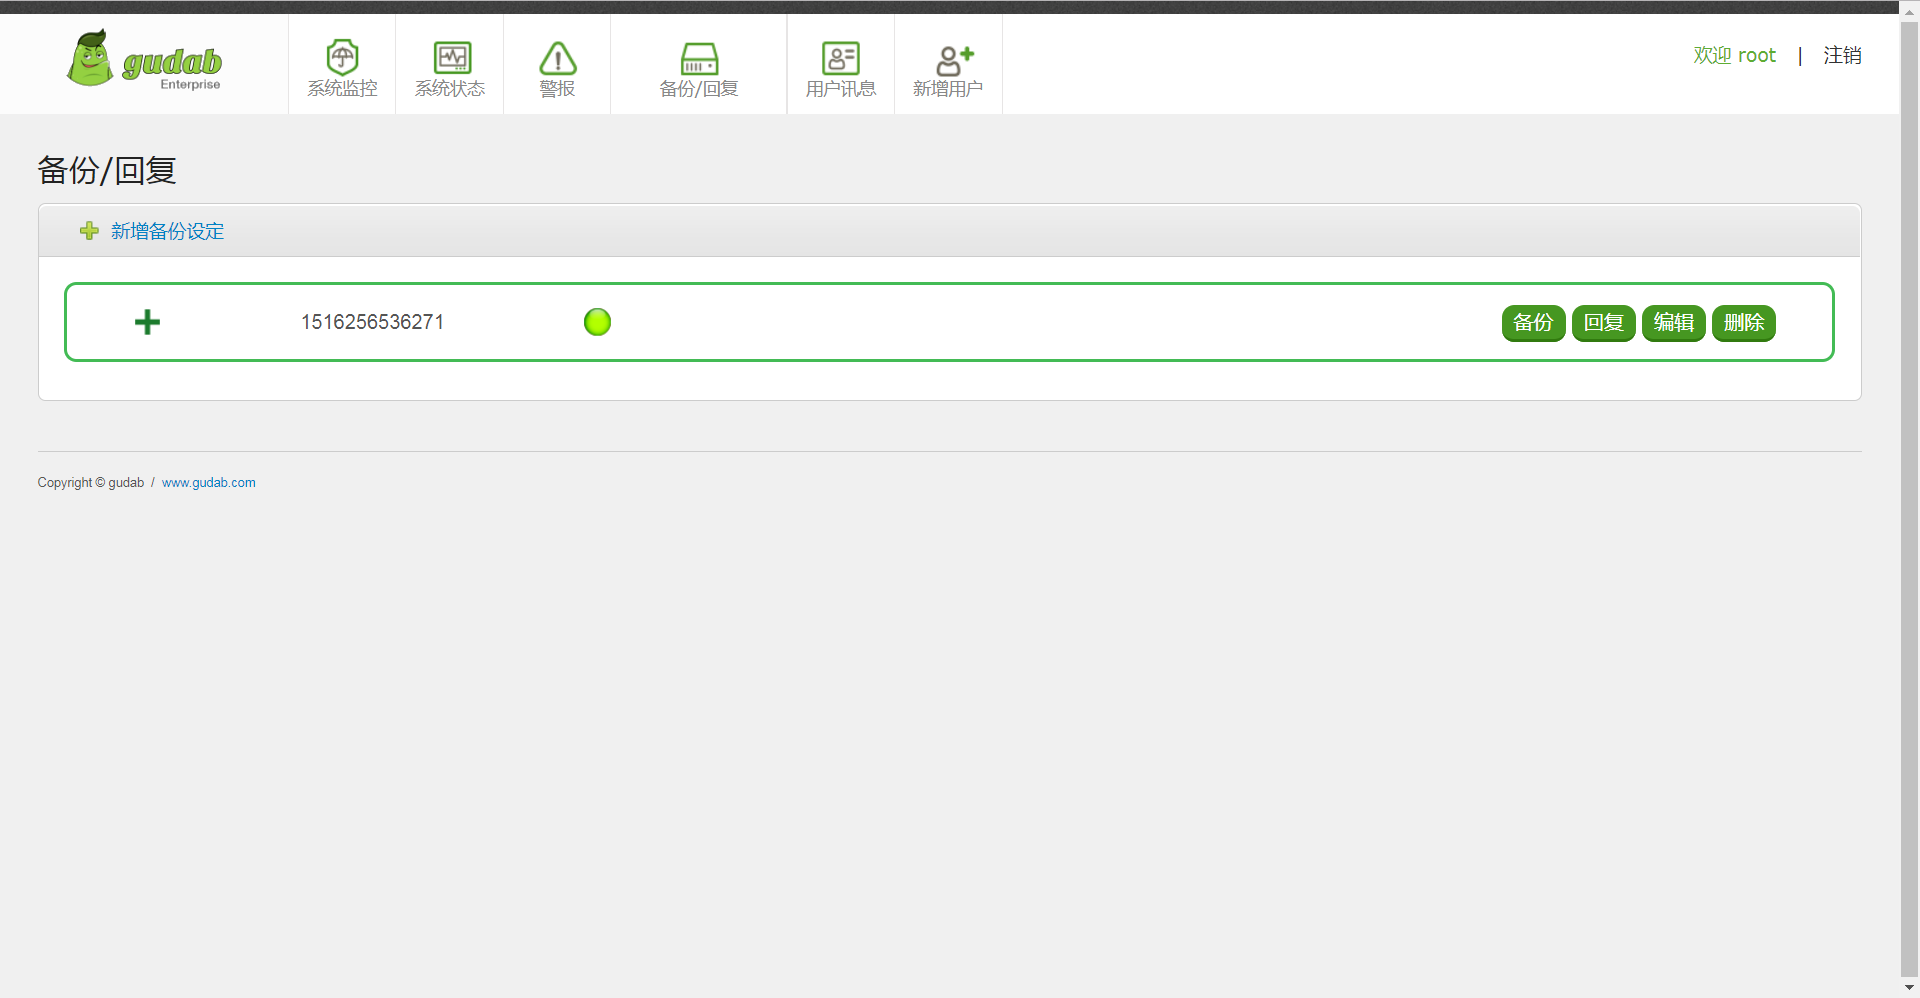 gudab
Enterprise
系统监控
系统状态
警报
备份/回复
用户讯息
新增用户
欢迎 root | 注销
备份/回复
新增备份设定
1516256536271
备份 回复 编辑 删除
Copyright © gudab / www.gudab.com